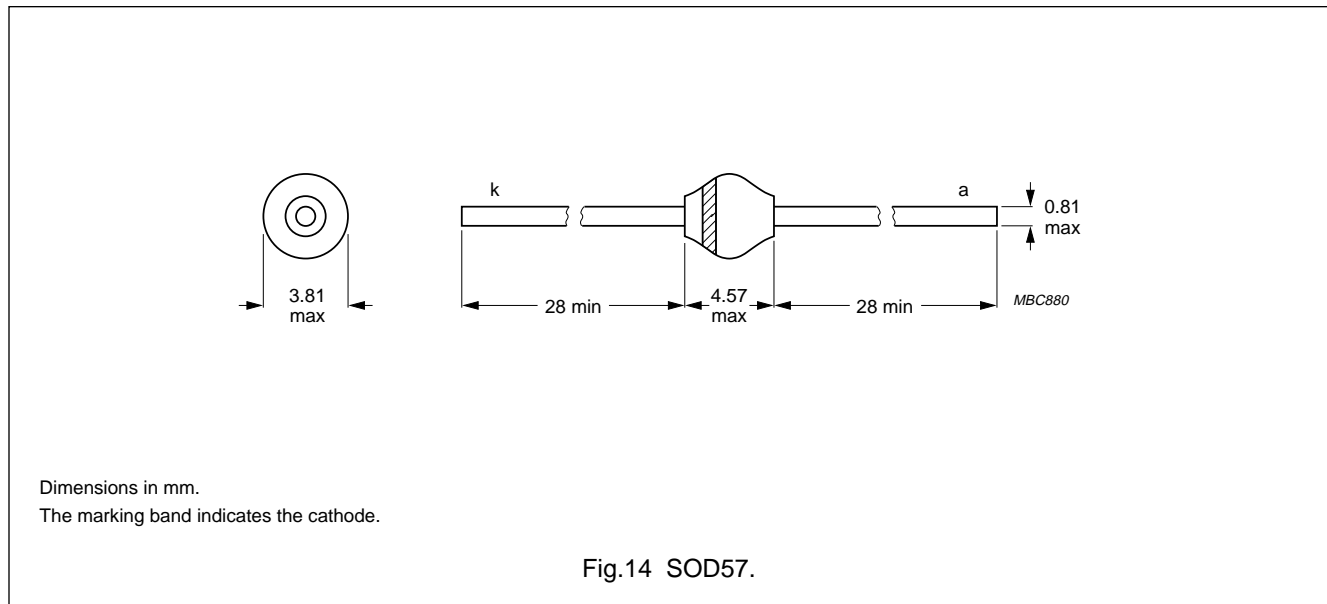 k
a
0.81
max
3.81
max
28 min
4.57
max
28 min
MBC880
Dimensions in mm.
The marking band indicates the cathode.
Fig.14 SOD57.